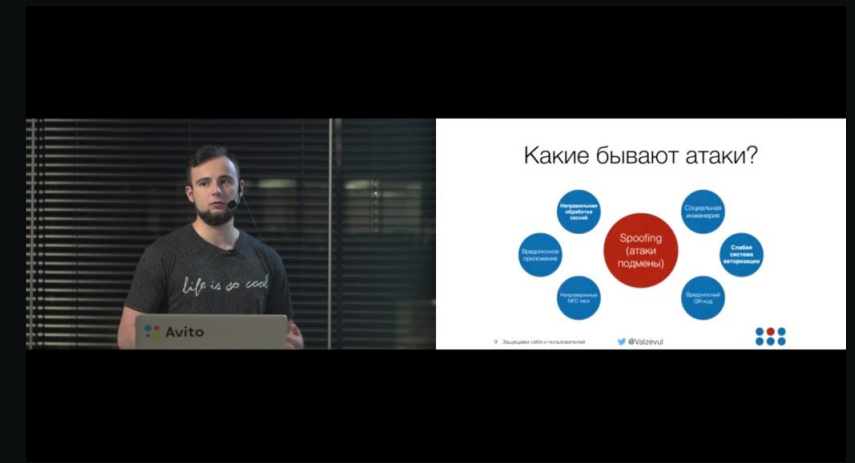 life is so cool
Avito
Какие бывают атаки?
Неправильная
обработка
сессий
Социальная
инженерия
Spoofing
(атаки
подмены)
Вредоносное
приложение
Слабая
система
авторизации
Непроверенные
NFC-теги
Вредоносный
QR-код
9 Защищаем себя и пользователей
@Valzevul